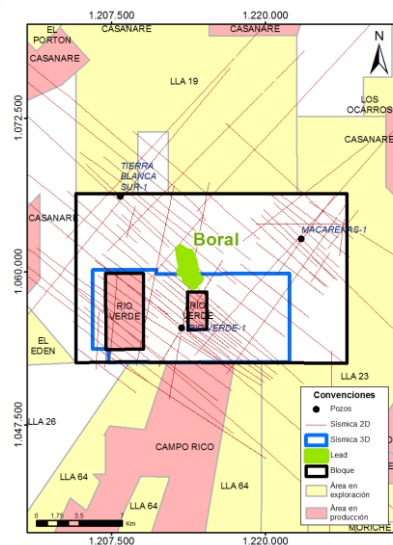 1.207.500
1.220.000
EL
PORTON
CASANARE
CASANARE
CASANARE
LLA 19
N
1.072.500
LOS
OCARROS
CASANARE
TIERRA
BLANCA
SUR-1
CASANARE
MACARENAS-1
Boral
1.060.000
RIO
VERDE
RIO
VERDE
RIO VERDE-1
EL
EDEN
LLA 23
LLA 26
1.047.500
CAMPO RICO
LLA 64
LLA 64
LLA 64
Convenciones
Pozos
Sísmica 2D
Sísmica 3D
Lead
Bloque
Área en
exploración
Área en
producción
MORICHE
0 1.75 3.5 7
Km
1.207.500
1.220.000